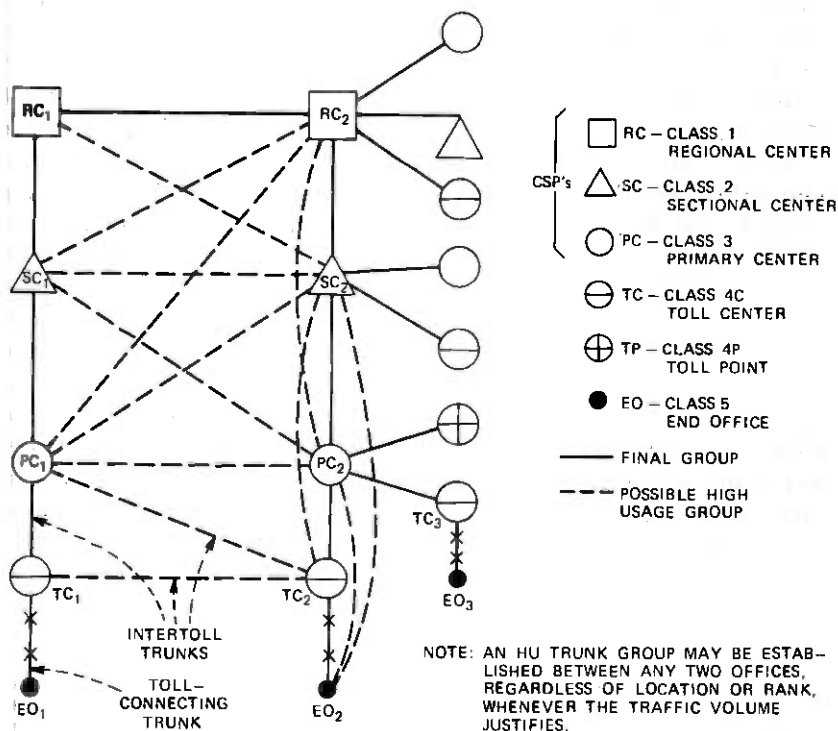 RC1
RC2
SC1
SC2
PC1
PC2
TC3
TC1
TC2
EO3
INTERTOLL
TRUNKS
TOLL-
CONNECTING
TRUNK
EO1
EO2
CSP's
RC – CLASS 1
REGIONAL CENTER
SC – CLASS 2
SECTIONAL CENTER
PC – CLASS 3
PRIMARY CENTER
TC – CLASS 4C
TOLL CENTER
TP – CLASS 4P
TOLL POINT
EO – CLASS 5
END OFFICE
FINAL GROUP
POSSIBLE HIGH
USAGE GROUP
NOTE: AN HU TRUNK GROUP MAY BE ESTAB-
LISHED BETWEEN ANY TWO OFFICES,
REGARDLESS OF LOCATION OR RANK,
WHENEVER THE TRAFFIC VOLUME
JUSTIFIES.